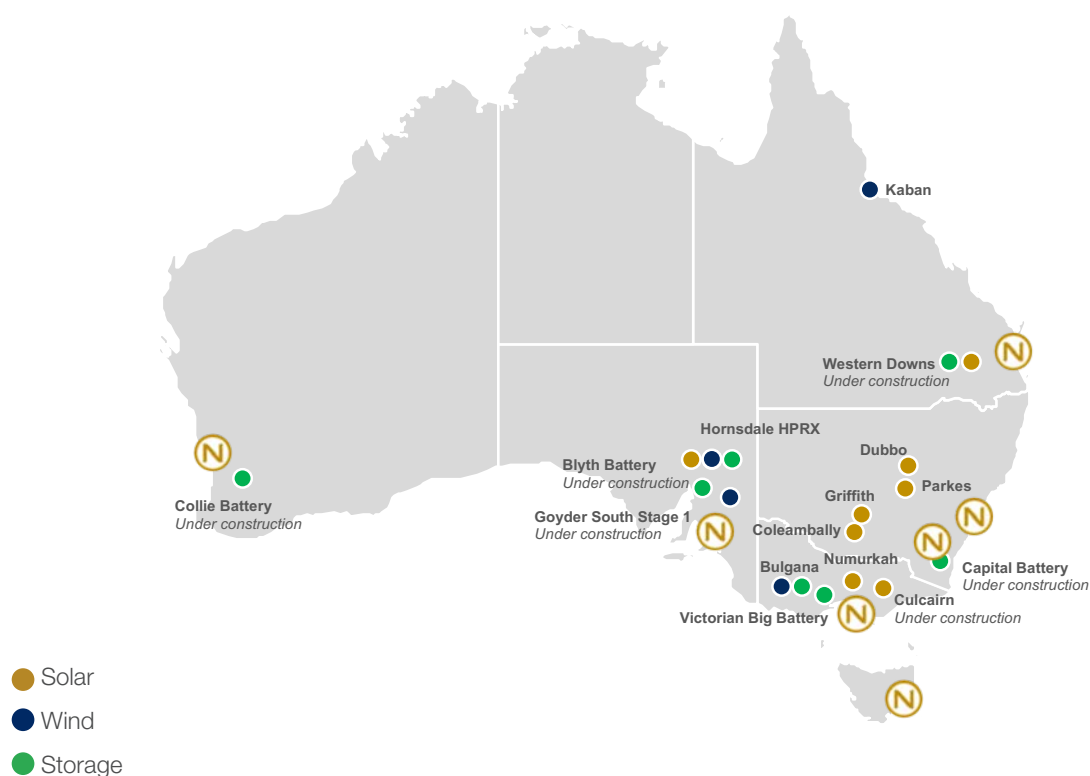 Kaban
Western Downs
Under construction
Hornsdale HPRX
Blyth Battery
Under construction
Dubbo
Parkes
Griffith
Collie Battery
Under construction
Goyder South Stage 1
Under construction
Coleambally
Numurkah
Bulgana
Capital Battery
Under construction
Culcairn
Under construction
Victorian Big Battery
N
N
N
N
N
N
N
Solar
Wind
Storage